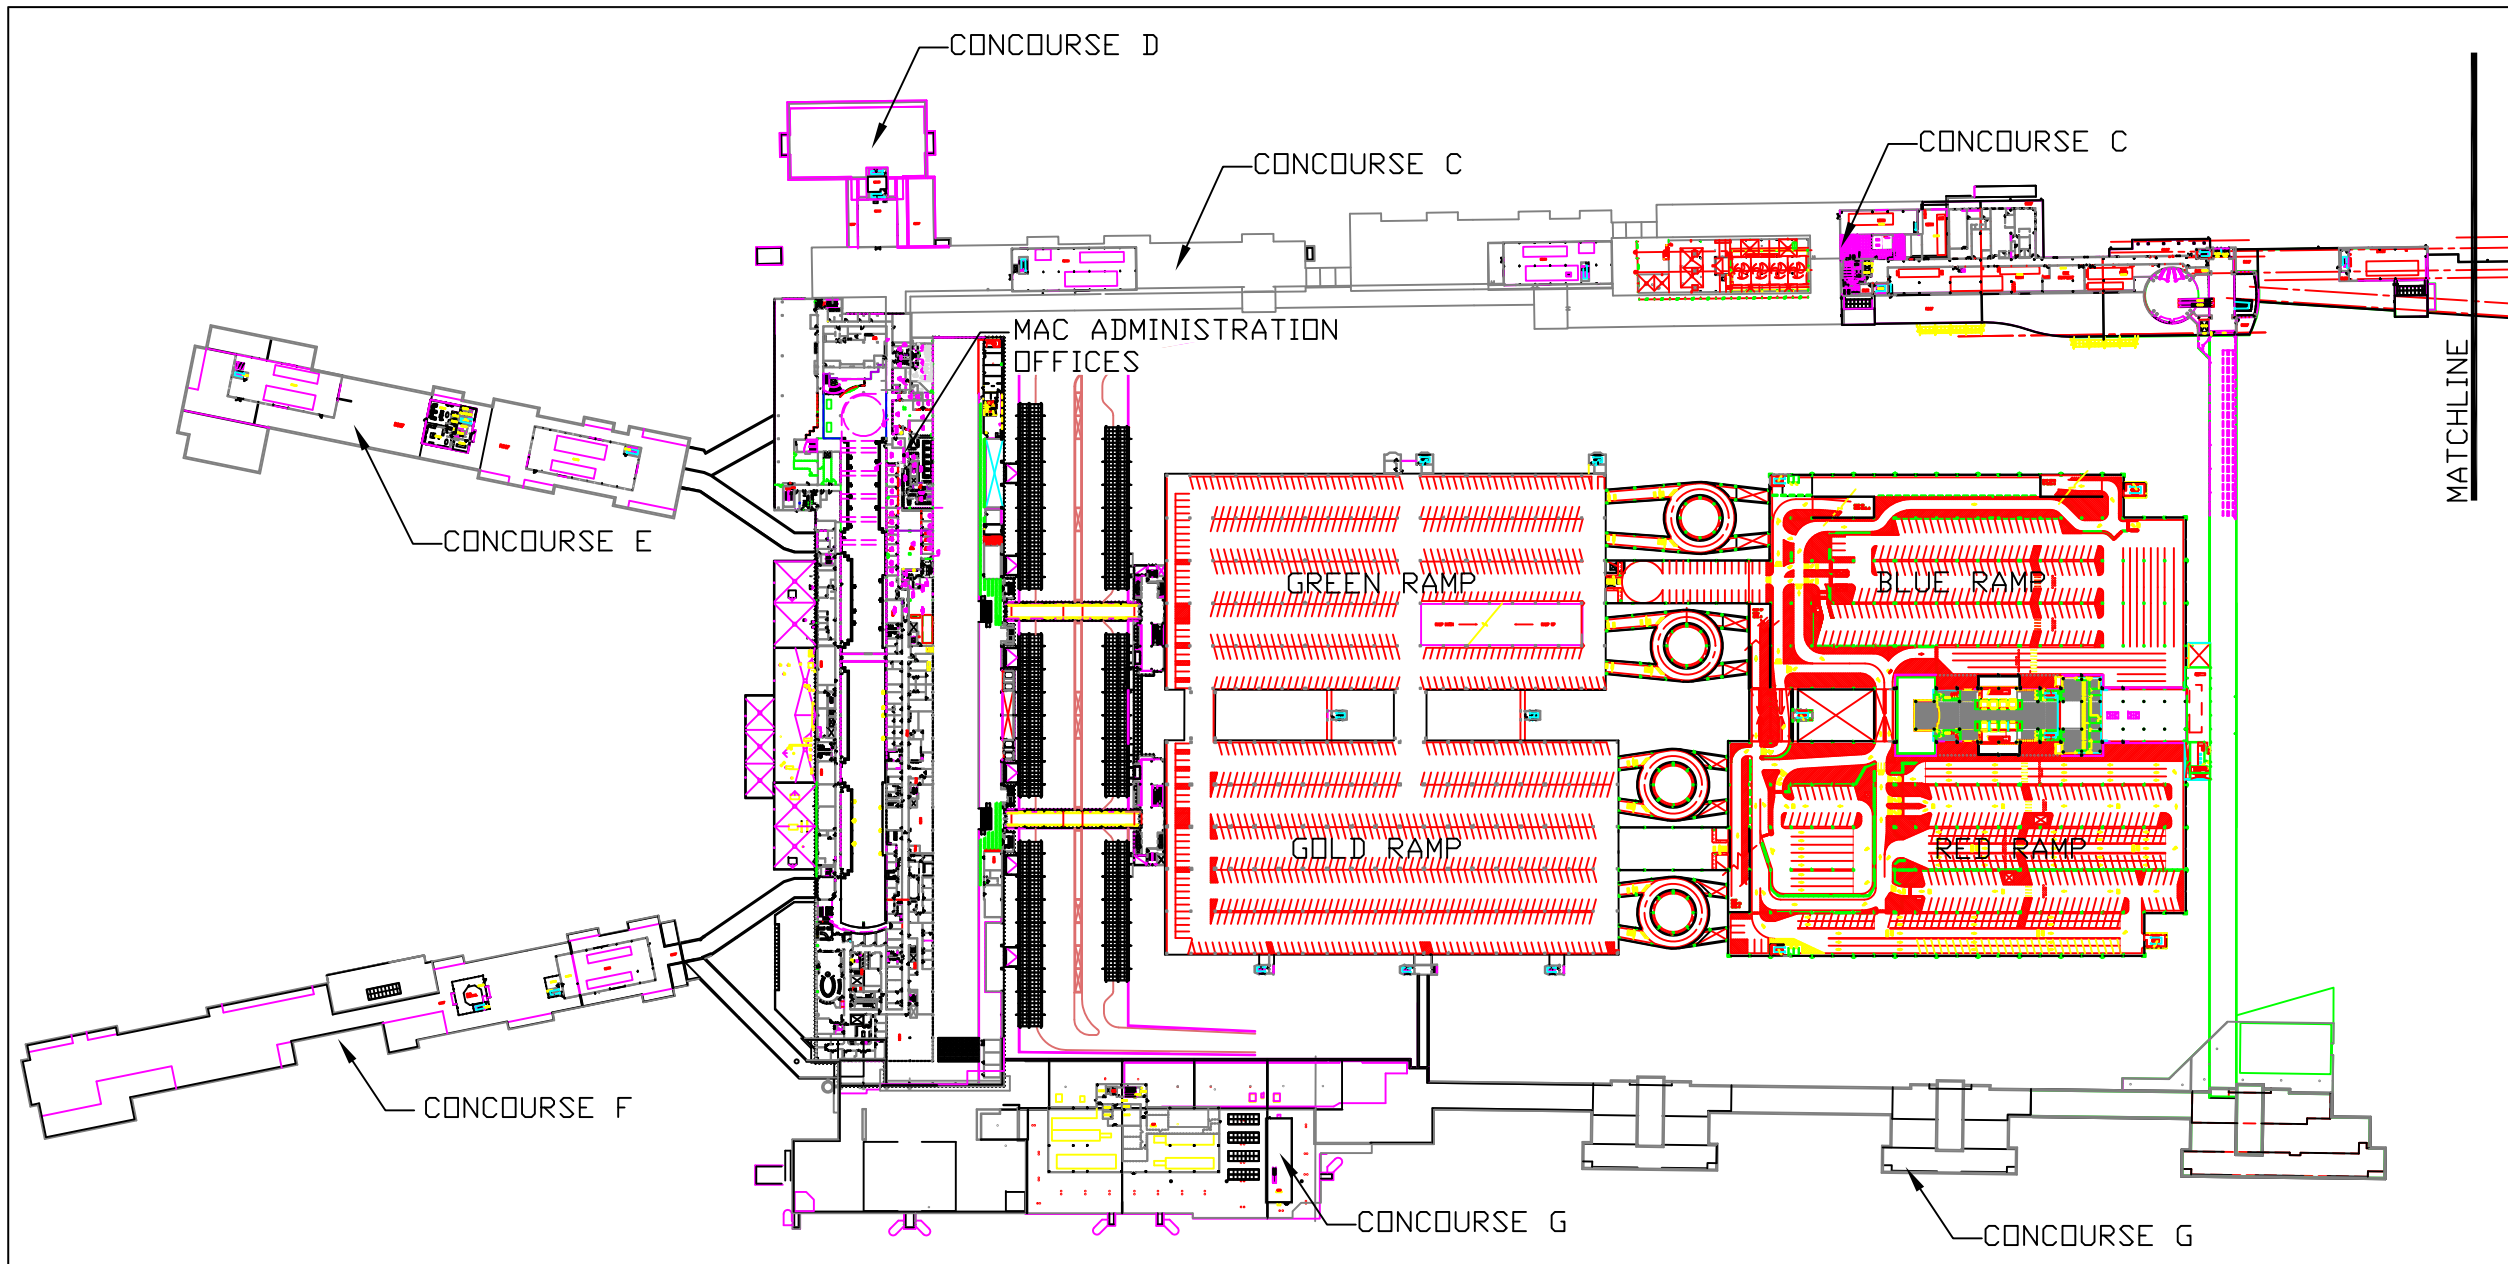 CONCOURSE D
CONCOURSE C
CONCOURSE C
MAC ADMINISTRATION
OFFICES
MATCHLINE
CONCOURSE E
GREEN RAMP
BLUE RAMP
GOLD RAMP
RED RAMP
CONCOURSE F
CONCOURSE G
CONCOURSE G